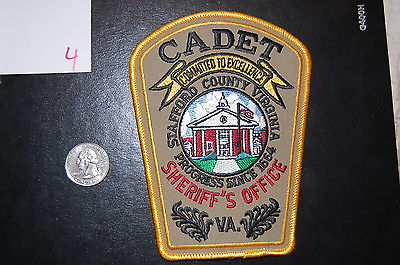 4
CADET
COMMITTED TO EXCELLENCE
STAFFORD COUNTY VIRGINIA
PROGRESS SINCE 1664
SHERIFF'S OFFICE
VA.